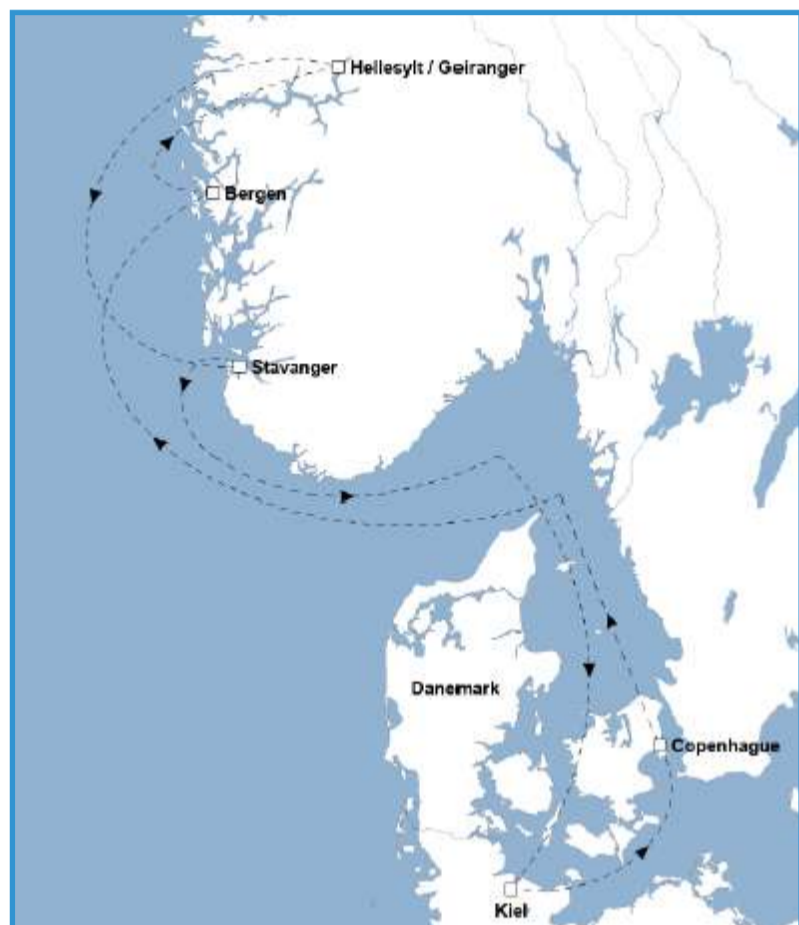 Hellesylt / Geiranger
Bergen
Stavanger
Danemark
Copenhague
Kiel